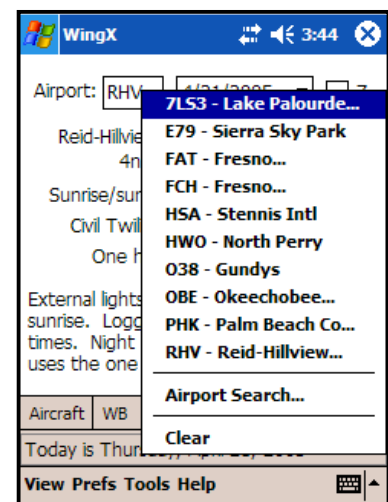 WingX 3:44
Airport: RHV 4/21/2005 Z
7LS3 - Lake Palourde...
E79 - Sierra Sky Park
FAT - Fresno...
FCH - Fresno...
HSA - Stennis Intl
HWO - North Perry
O38 - Gundys
OBE - Okeechobee...
PHK - Palm Beach Co...
RHV - Reid-Hillview...
Airport Search...
Clear
Reid-Hillvie
4n
Sunrise/sun
Civil Twil
One h
External lights
sunrise. Logg
times. Night
uses the one
Aircraft WB
Today is Thur
View Prefs Tools Help